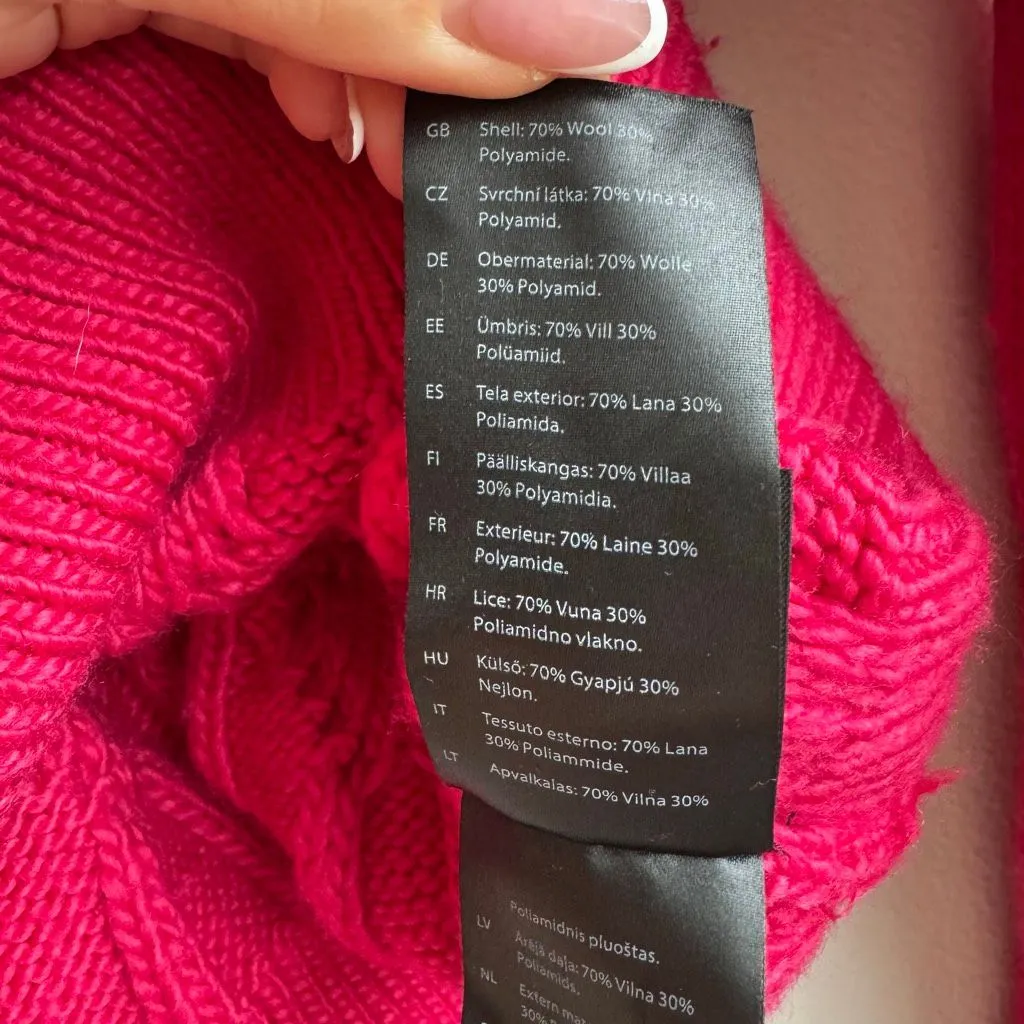 GB Shell: 70% Wool 30%
Polyamide.
CZ Svrchní látka: 70% Vlna 30%
Polyamid.
DE Obermaterial: 70% Wolle
30% Polyamid.
EE Ümbris: 70% Vill 30%
Polüamiid.
ES Tela exterior: 70% Lana 30%
Poliamida.
FI Päälliskangas: 70% Villaa
30% Polyamidia.
FR Exterieur: 70% Laine 30%
Polyamide.
HR Lice: 70% Vuna 30%
Poliamidno vlakno.
HU Külső: 70% Gyapjú 30%
Nejlon.
IT Tessuto esterno: 70% Lana
30% Poliammide.
LT Apvalkalas: 70% Vilna 30%
Poliamidnis pluoštas.
LV Ārējā daļa: 70% Vilna 30%
Poliamīds.
NL Extern
30%